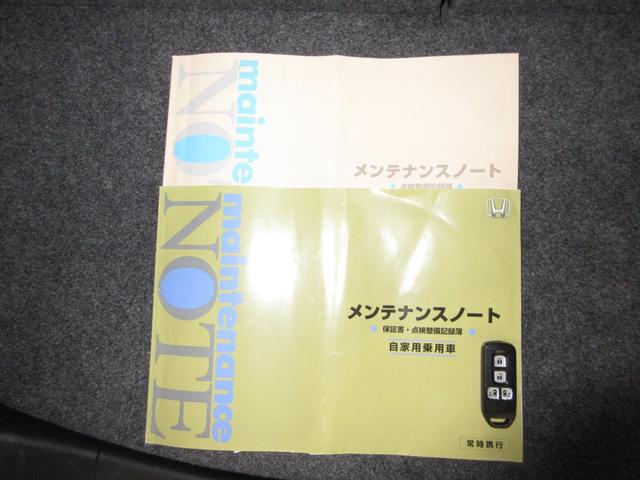 mainte
NO
メンテナンスノート
点検整備記録簿
maintenance
NOTE
メンテナンスノート
保証書・点検整備記録簿
自家用乗用車
常時携行